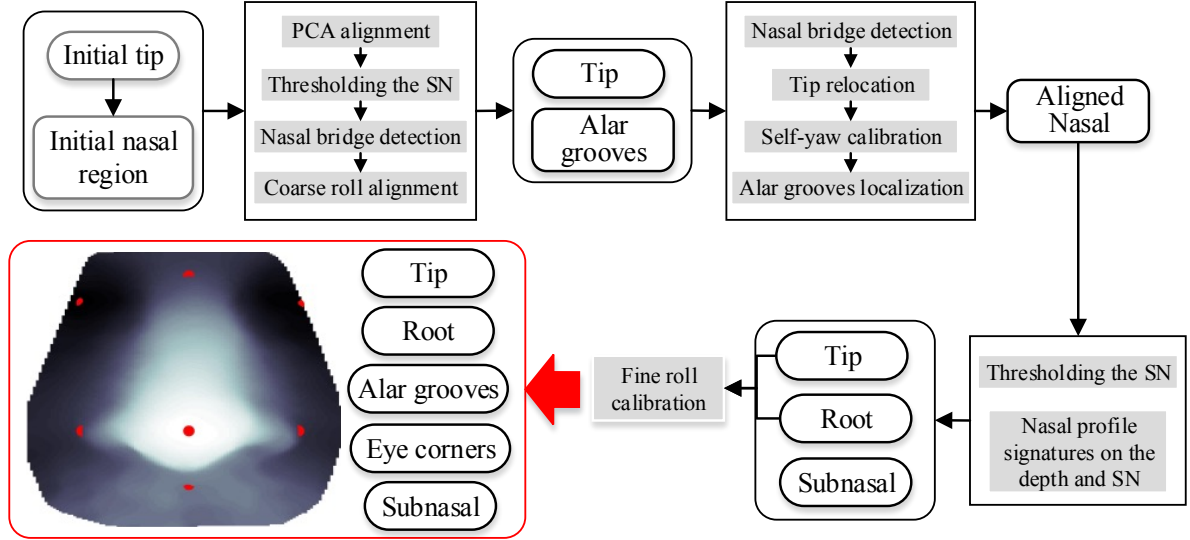 Initial tip
Initial nasal
region
PCA alignment
Thresholding the SN
Nasal bridge detection
Coarse roll alignment
Tip
Alar
grooves
Nasal bridge detection
Tip relocation
Self-yaw calibration
Alar grooves localization
Aligned
Nasal
Thresholding the SN
Nasal profile
signatures on the
depth and SN
Tip
Root
Subnasal
Fine roll
calibration
Tip
Root
Alar grooves
Eye corners
Subnasal